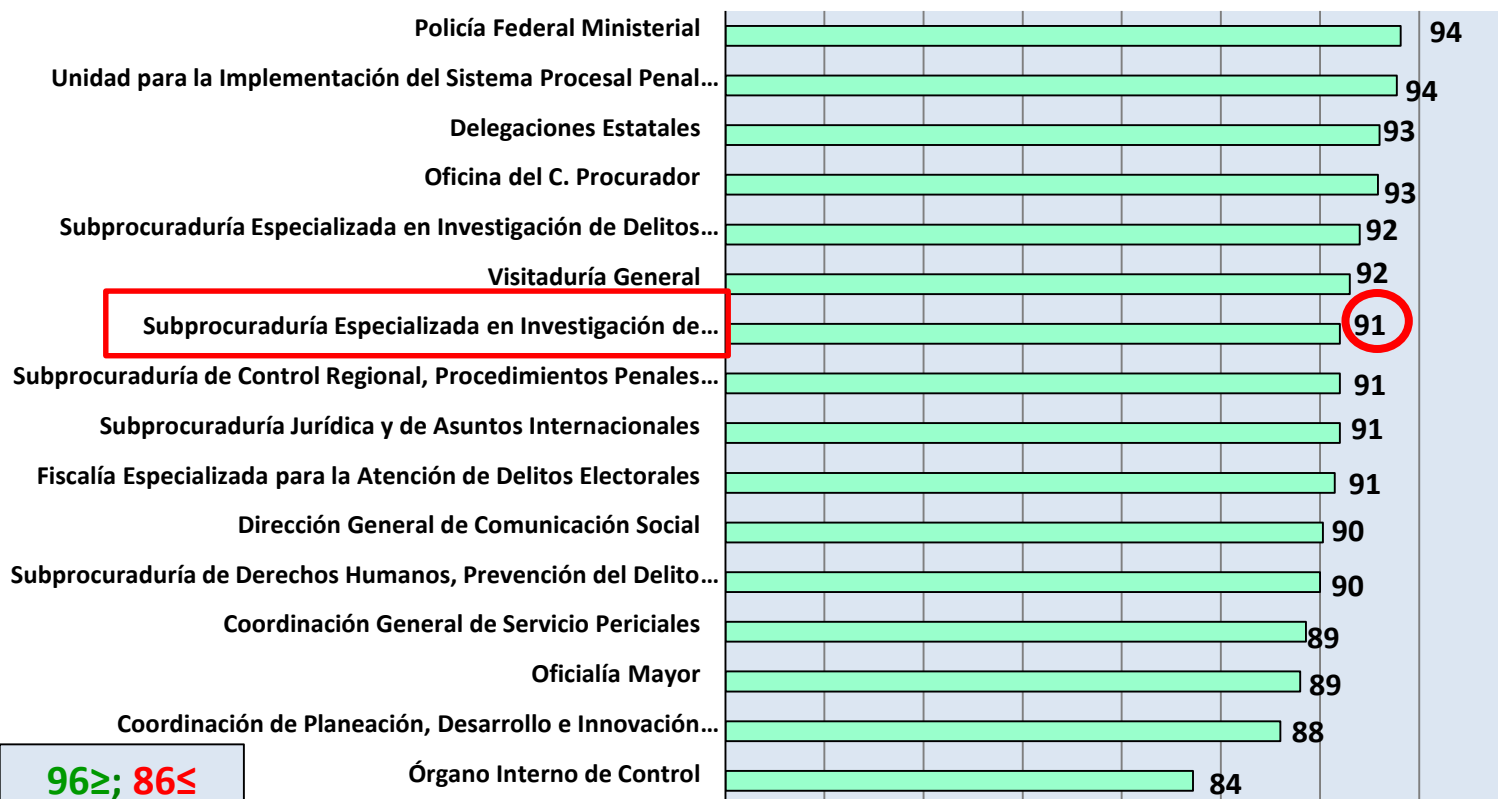 Policía Federal Ministerial 94
Unidad para la Implementación del Sistema Procesal Penal... 94
Delegaciones Estatales 93
Oficina del C. Procurador 93
Subprocuraduría Especializada en Investigación de Delitos... 92
Visitaduría General 92
Subprocuraduría Especializada en Investigación de... 91
Subprocuraduría de Control Regional, Procedimientos Penales... 91
Subprocuraduría Jurídica y de Asuntos Internacionales 91
Fiscalía Especializada para la Atención de Delitos Electorales 91
Dirección General de Comunicación Social 90
Subprocuraduría de Derechos Humanos, Prevención del Delito... 90
Coordinación General de Servicio Periciales 89
Oficialía Mayor 89
Coordinación de Planeación, Desarrollo e Innovación... 88
Órgano Interno de Control 84
96≥; 86≤